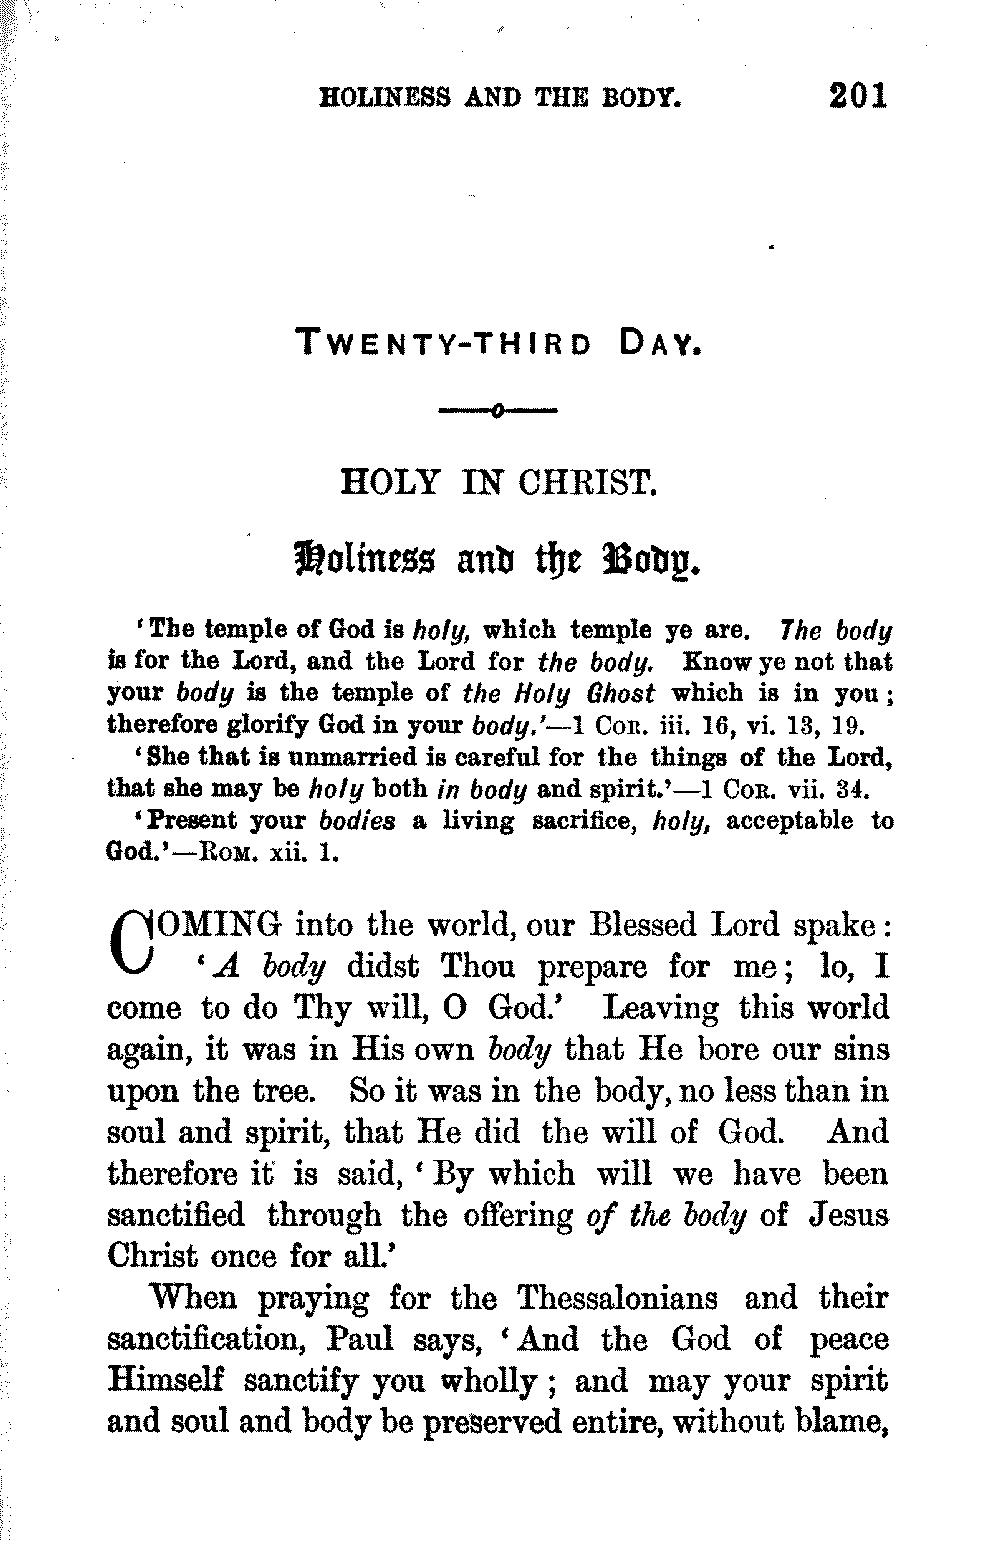 HOLINESS AND THE BODY. 201
TWENTY-THIRD DAY.
HOLY IN CHRIST.
Holiness and the Body.
‘The temple of God is holy, which temple ye are. The body
is for the Lord, and the Lord for the body. Know ye not that
your body is the temple of the Holy Ghost which is in you;
therefore glorify God in your body.’—1 COR. iii. 16, vi. 13, 19.
‘She that is unmarried is careful for the things of the Lord,
that she may be holy both in body and spirit.’—1 COR. vii. 34.
‘Present your bodies a living sacrifice, holy, acceptable to
God.’—ROM. xii. 1.
COMING into the world, our Blessed Lord spake:
‘A body didst Thou prepare for me; lo, I
come to do Thy will, O God.’ Leaving this world
again, it was in His own body that He bore our sins
upon the tree. So it was in the body, no less than in
soul and spirit, that He did the will of God. And
therefore it is said, ‘By which will we have been
sanctified through the offering of the body of Jesus
Christ once for all.’
When praying for the Thessalonians and their
sanctification, Paul says, ‘And the God of peace
Himself sanctify you wholly; and may your spirit
and soul and body be preserved entire, without blame,